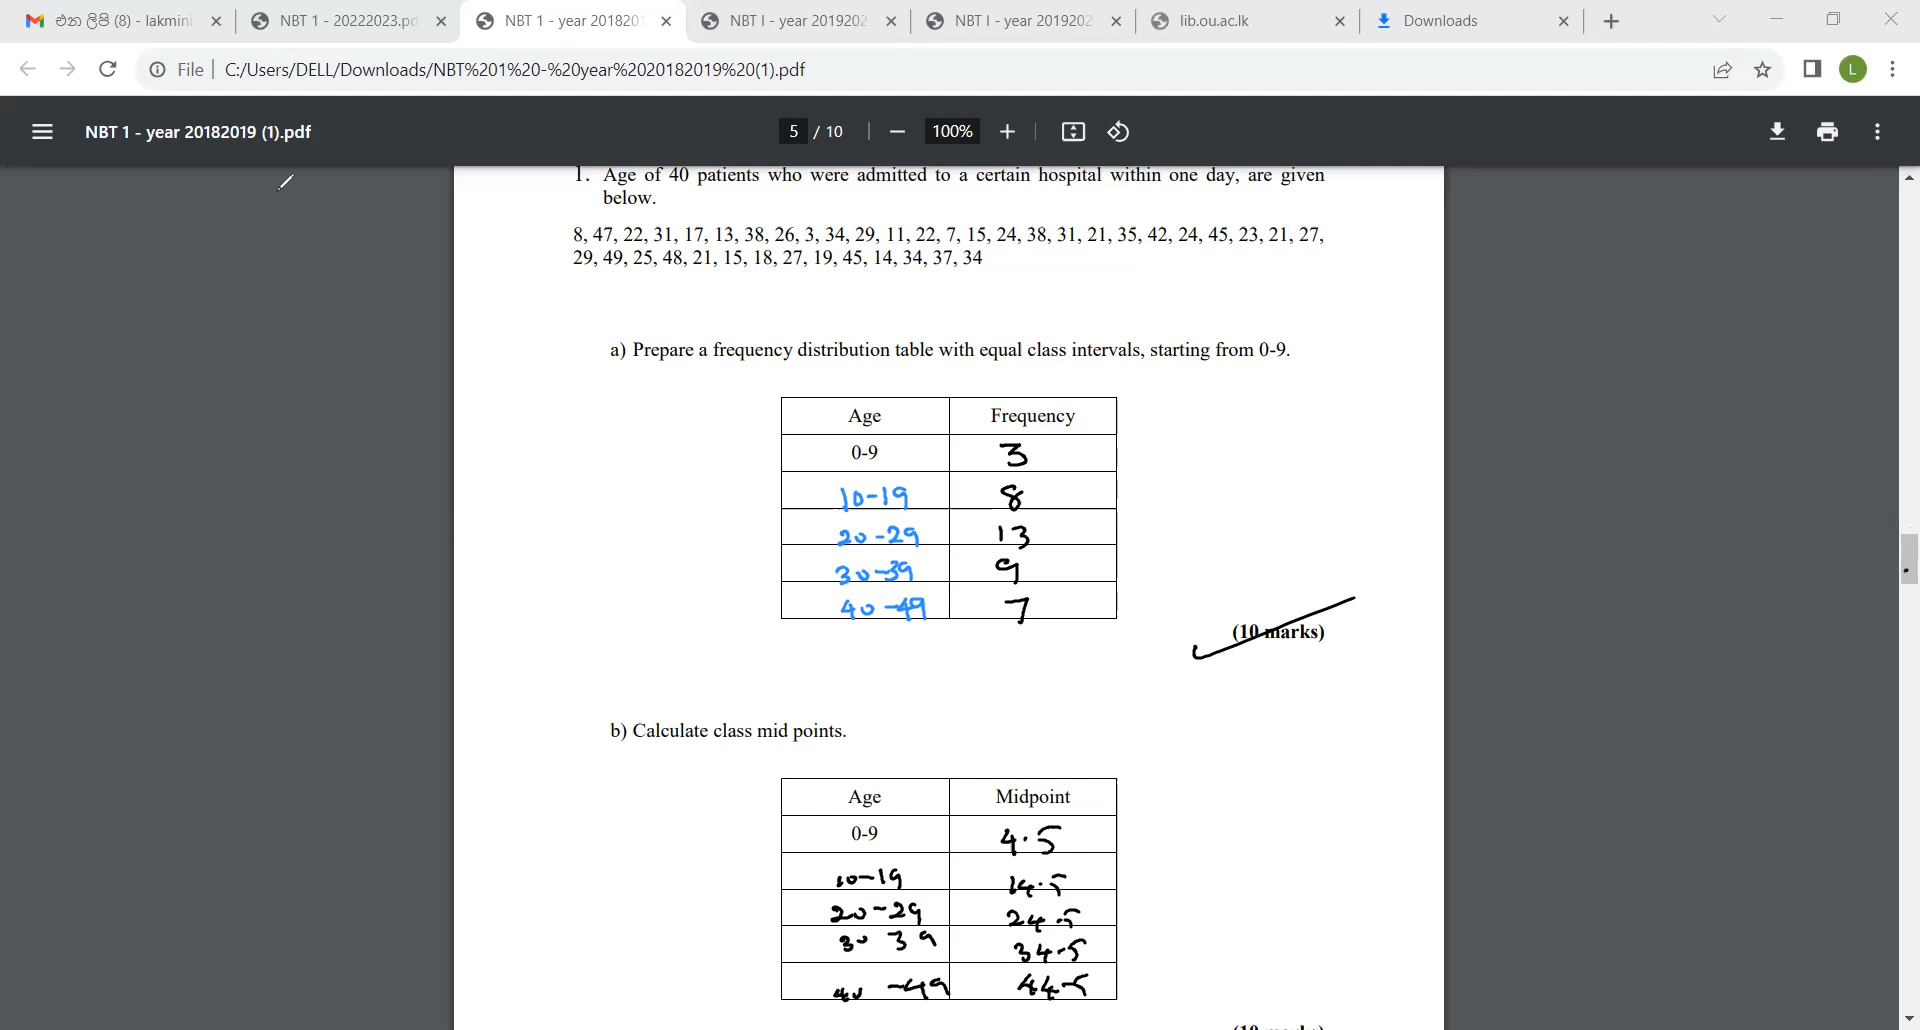 එන ලිපි (8) - lakmini
NBT 1 - 20222023.pd
NBT 1 - year 2018201
NBT I - year 2019202
NBT I - year 2019202
lib.ou.ac.lk
Downloads
File
C:/Users/DELL/Downloads/NBT%201%20-%20year%2020182019%20(1).pdf
L
NBT 1 - year 20182019 (1).pdf
5 / 10
100%
1. Age of 40 patients who were admitted to a certain hospital within one day, are given
below.
8, 47, 22, 31, 17, 13, 38, 26, 3, 34, 29, 11, 22, 7, 15, 24, 38, 31, 21, 35, 42, 24, 45, 23, 21, 27,
29, 49, 25, 48, 21, 15, 18, 27, 19, 45, 14, 34, 37, 34
a) Prepare a frequency distribution table with equal class intervals, starting from 0-9.
Age Frequency
0-9 3
10-19 8
20-29 13
30-39 9
40-49 7
(10 marks)
b) Calculate class mid points.
Age Midpoint
0-9 4.5
10-19 14.5
20-29 24.5
30 39 34.5
40 -49 44.5